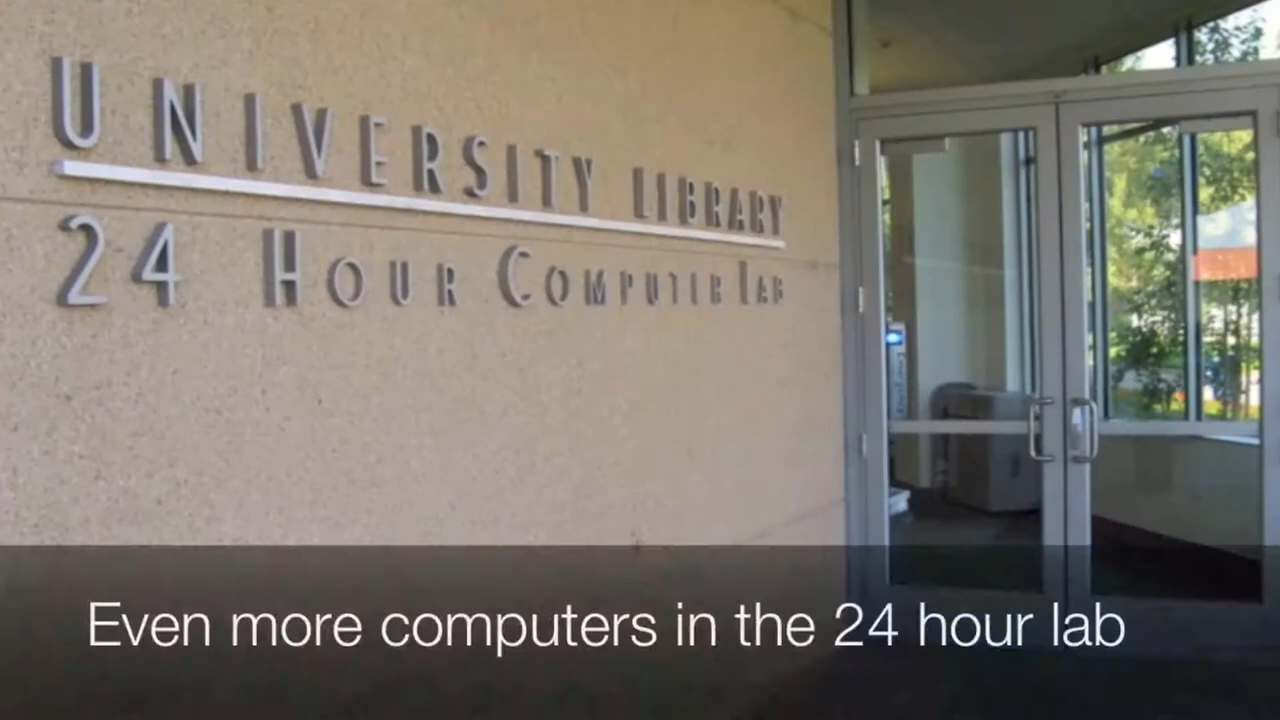 UNIVERSITY LIBRARY
24 HOUR COMPUTER LAB
Even more computers in the 24 hour lab